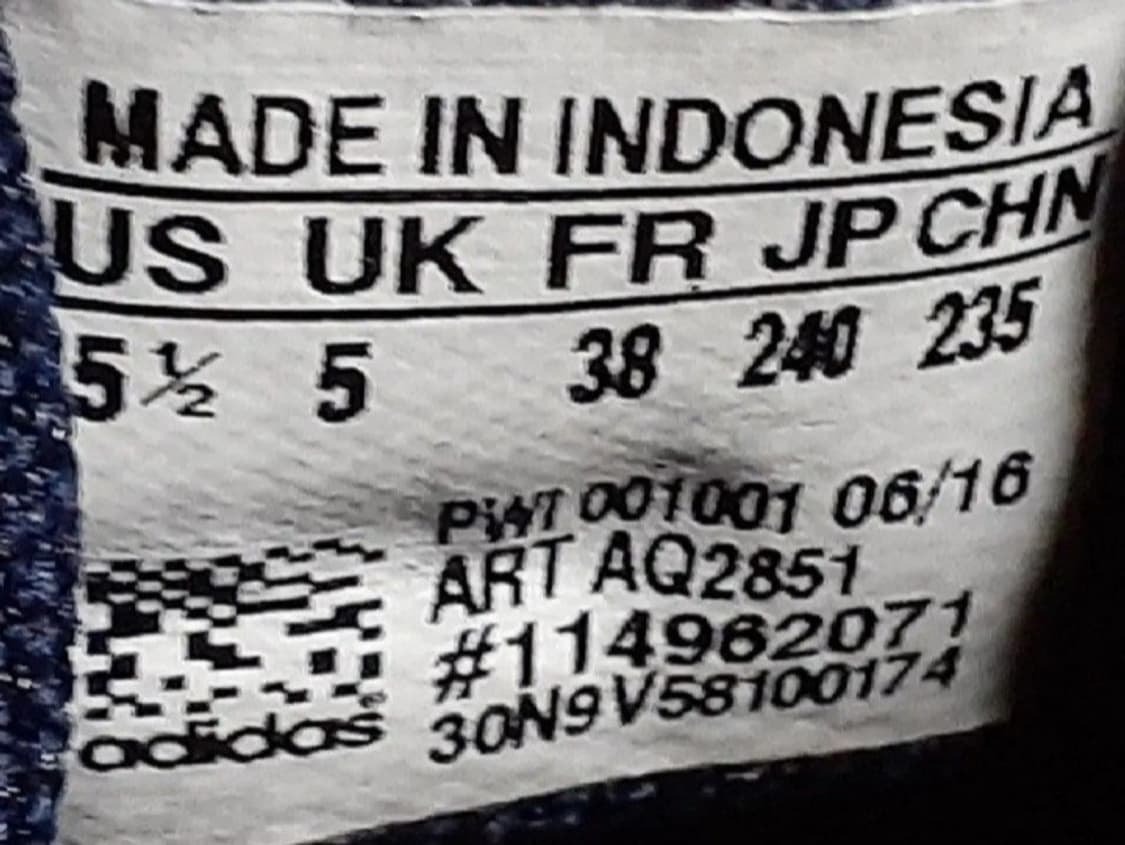 MADE IN INDONESIA
US UK FR JP CHN
5½ 5 38 240 235
001001 06/16
ART AQ2851
#114962071
30N9V58100174
adidas